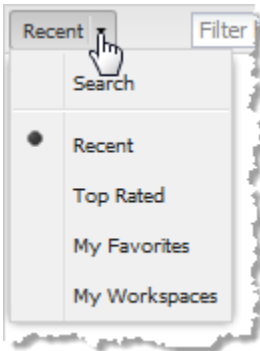 Recent
Filter
Search
Recent
Top Rated
My Favorites
My Workspaces